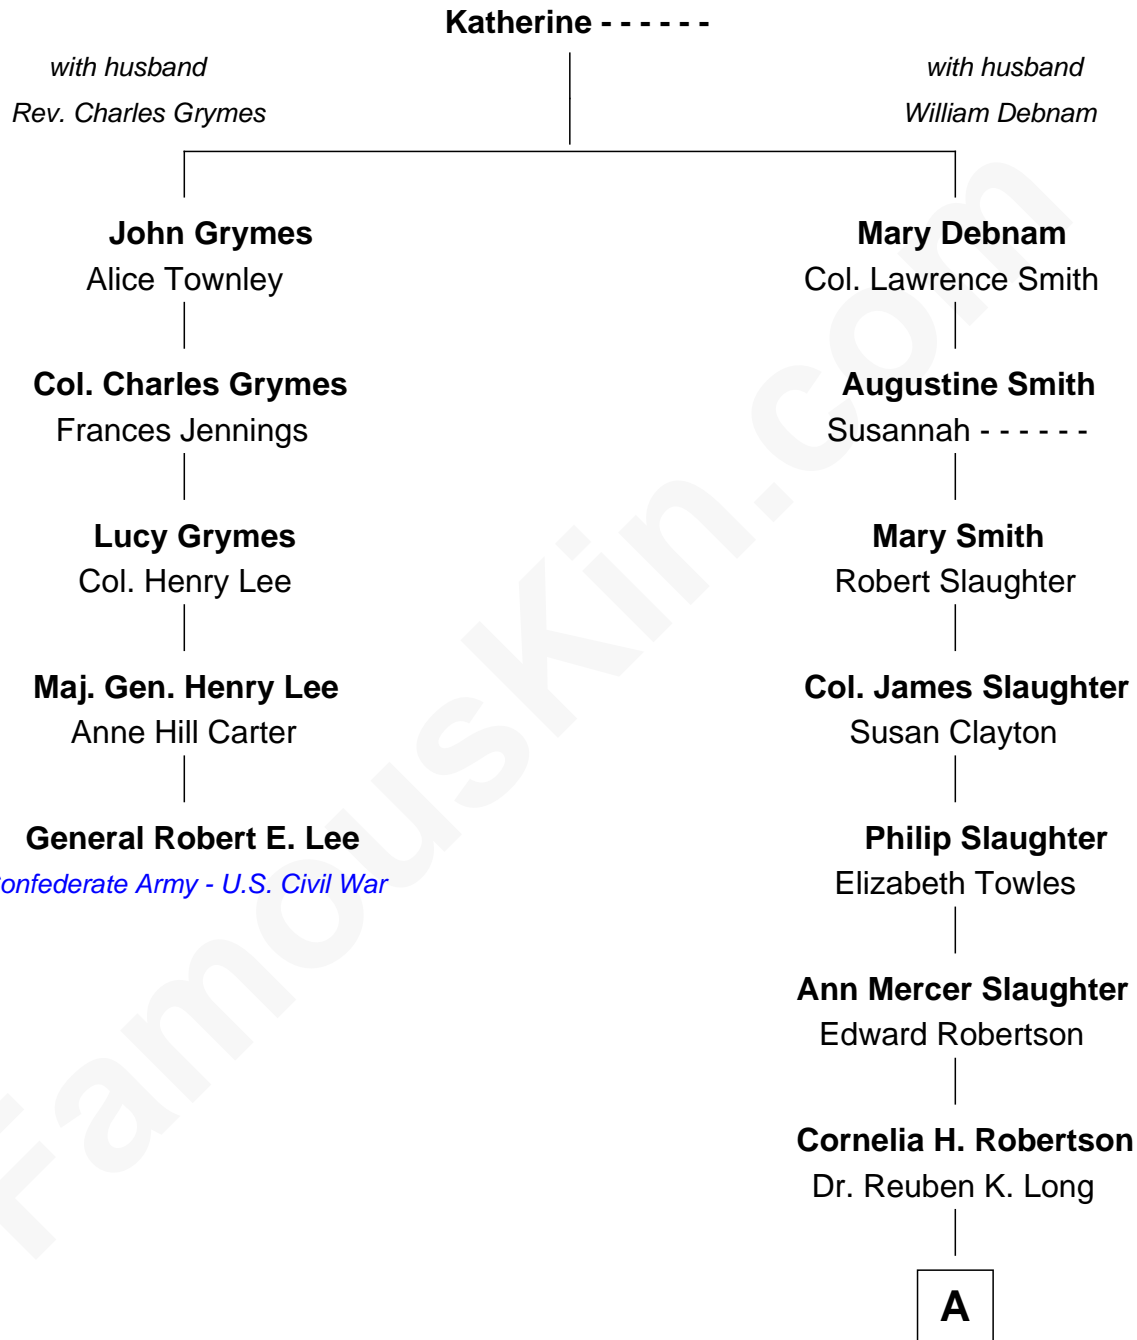 Katherine - - - - - -
with husband
Rev. Charles Grymes
with husband
William Debnam
John Grymes
Alice Townley
Mary Debnam
Col. Lawrence Smith
Col. Charles Grymes
Frances Jennings
Augustine Smith
Susannah - - - - - -
Lucy Grymes
Col. Henry Lee
Mary Smith
Robert Slaughter
Maj. Gen. Henry Lee
Anne Hill Carter
Col. James Slaughter
Susan Clayton
General Robert E. Lee
Confederate Army - U.S. Civil War
Philip Slaughter
Elizabeth Towles
Ann Mercer Slaughter
Edward Robertson
Cornelia H. Robertson
Dr. Reuben K. Long
A
FamousKin.com